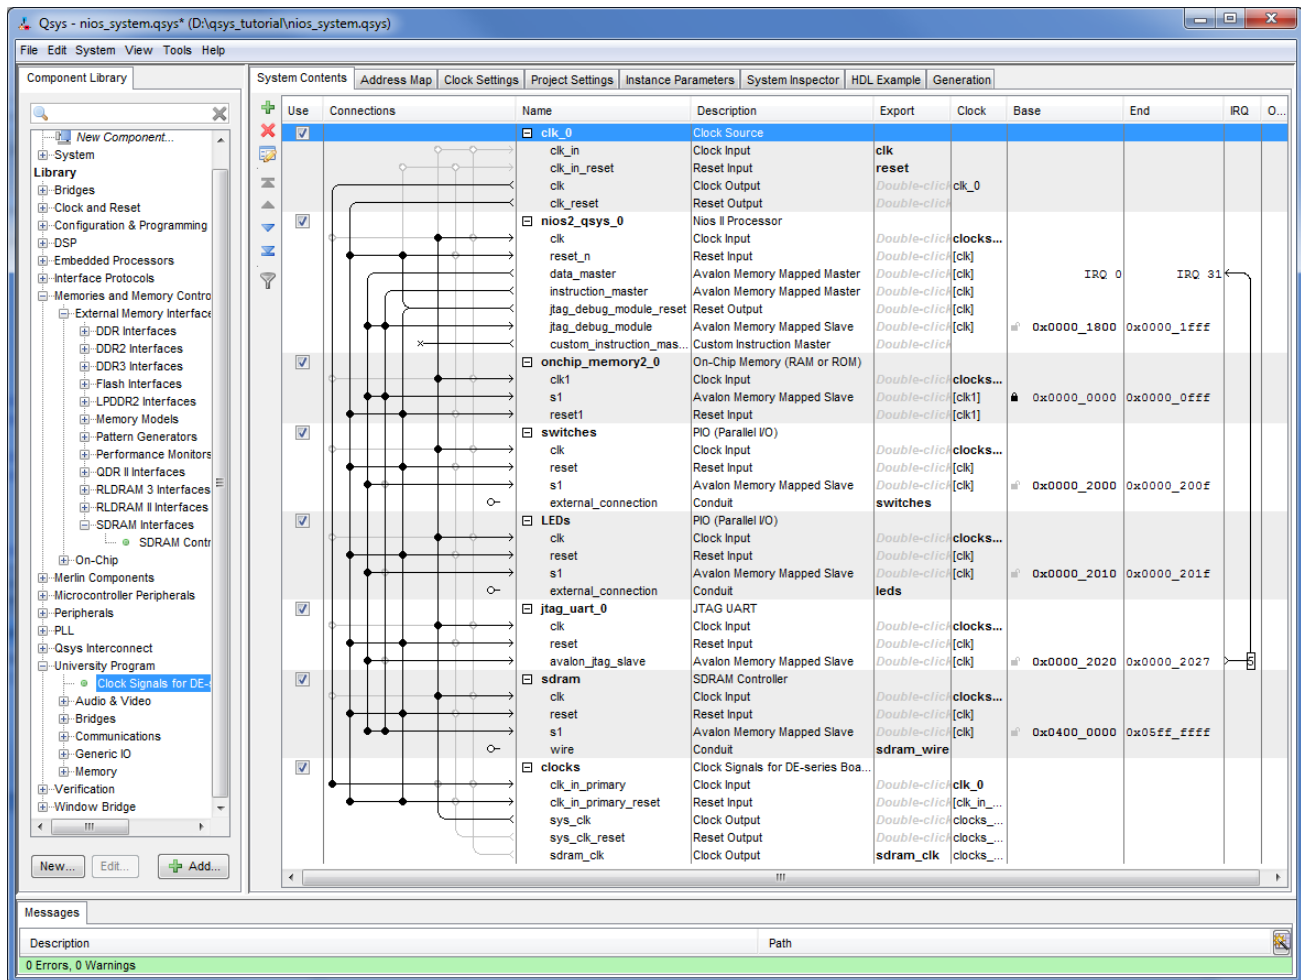 Qsys - nios_system.qsys* (D:\qsys_tutorial\nios_system.qsys)
File Edit System View Tools Help
Component Library
New Component...
System
Library
Bridges
Clock and Reset
Configuration & Programming
DSP
Embedded Processors
Interface Protocols
Memories and Memory Contro
External Memory Interface
DDR Interfaces
DDR2 Interfaces
DDR3 Interfaces
Flash Interfaces
LPDDR2 Interfaces
Memory Models
Pattern Generators
Performance Monitors
QDR II Interfaces
RLDRAM 3 Interfaces
RLDRAM II Interfaces
SDRAM Interfaces
SDRAM Contr
On-Chip
Merlin Components
Microcontroller Peripherals
Peripherals
PLL
Qsys Interconnect
University Program
Clock Signals for DE-s
Audio & Video
Bridges
Communications
Generic IO
Memory
Verification
Window Bridge
New... Edit... Add...
System Contents Address Map Clock Settings Project Settings Instance Parameters System Inspector HDL Example Generation
Use Connections Name Description Export Clock Base End IRQ O...
clk_0 Clock Source
clk_in Clock Input clk
clk_in_reset Reset Input reset
clk Clock Output Double-click clk_0
clk_reset Reset Output Double-click
nios2_qsys_0 Nios II Processor
clk Clock Input Double-click clocks...
reset_n Reset Input Double-click [clk]
data_master Avalon Memory Mapped Master Double-click [clk] IRQ 0 IRQ 31
instruction_master Avalon Memory Mapped Master Double-click [clk]
jtag_debug_module_reset Reset Output Double-click [clk]
jtag_debug_module Avalon Memory Mapped Slave Double-click [clk] 0x0000_1800 0x0000_1fff
custom_instruction_mas... Custom Instruction Master Double-click
onchip_memory2_0 On-Chip Memory (RAM or ROM)
clk1 Clock Input Double-click clocks...
s1 Avalon Memory Mapped Slave Double-click [clk1] 0x0000_0000 0x0000_0fff
reset1 Reset Input Double-click [clk1]
switches PIO (Parallel I/O)
clk Clock Input Double-click clocks...
reset Reset Input Double-click [clk]
s1 Avalon Memory Mapped Slave Double-click [clk] 0x0000_2000 0x0000_200f
external_connection Conduit switches
LEDs PIO (Parallel I/O)
clk Clock Input Double-click clocks...
reset Reset Input Double-click [clk]
s1 Avalon Memory Mapped Slave Double-click [clk] 0x0000_2010 0x0000_201f
external_connection Conduit leds
jtag_uart_0 JTAG UART
clk Clock Input Double-click clocks...
reset Reset Input Double-click [clk]
avalon_jtag_slave Avalon Memory Mapped Slave Double-click [clk] 0x0000_2020 0x0000_2027 5
sdram SDRAM Controller
clk Clock Input Double-click clocks...
reset Reset Input Double-click [clk]
s1 Avalon Memory Mapped Slave Double-click [clk] 0x0400_0000 0x05ff_ffff
wire Conduit sdram_wire
clocks Clock Signals for DE-series Boa...
clk_in_primary Clock Input Double-click clk_0
clk_in_primary_reset Reset Input Double-click [clk_in_...
sys_clk Clock Output Double-click clocks_...
sys_clk_reset Reset Output Double-click clocks_...
sdram_clk Clock Output sdram_clk clocks_...
Messages
Description Path
0 Errors, 0 Warnings